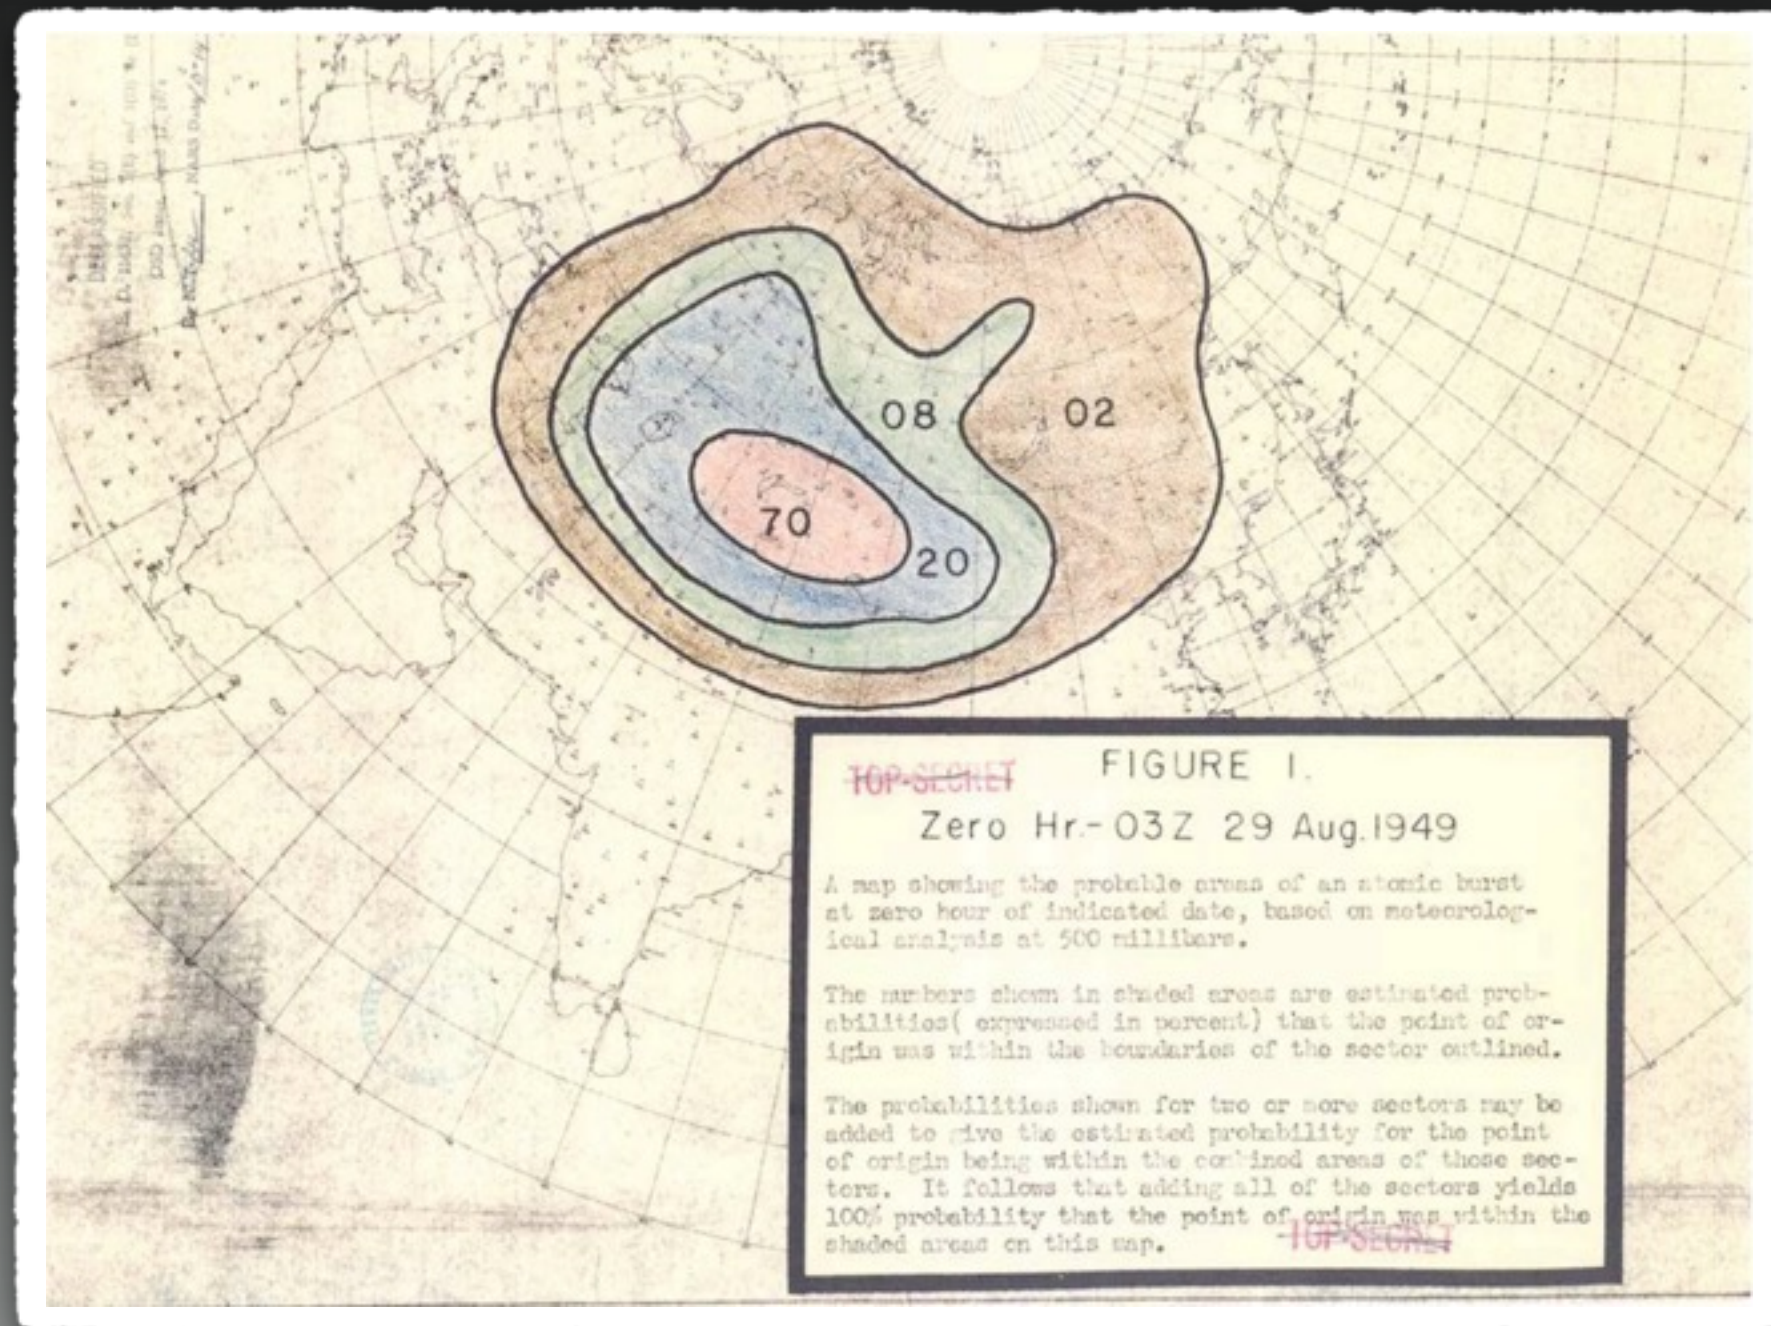 DECLASSIFIED
08
02
70
20
TOP SECRET
FIGURE 1.
Zero Hr.-03Z 29 Aug.1949
A map showing the probable areas of an atomic burst
at zero hour of indicated date, based on meteorolog-
ical analysis at 500 millibars.
The numbers shown in shaded areas are estimated prob-
abilities( expressed in percent) that the point of or-
igin was within the boundaries of the sector outlined.
The probabilities shown for two or more sectors may be
added to give the estimated probability for the point
of origin being within the combined areas of those sec-
tors. It follows that adding all of the sectors yields
100% probability that the point of origin was within the
shaded areas on this map.
TOP SECRET